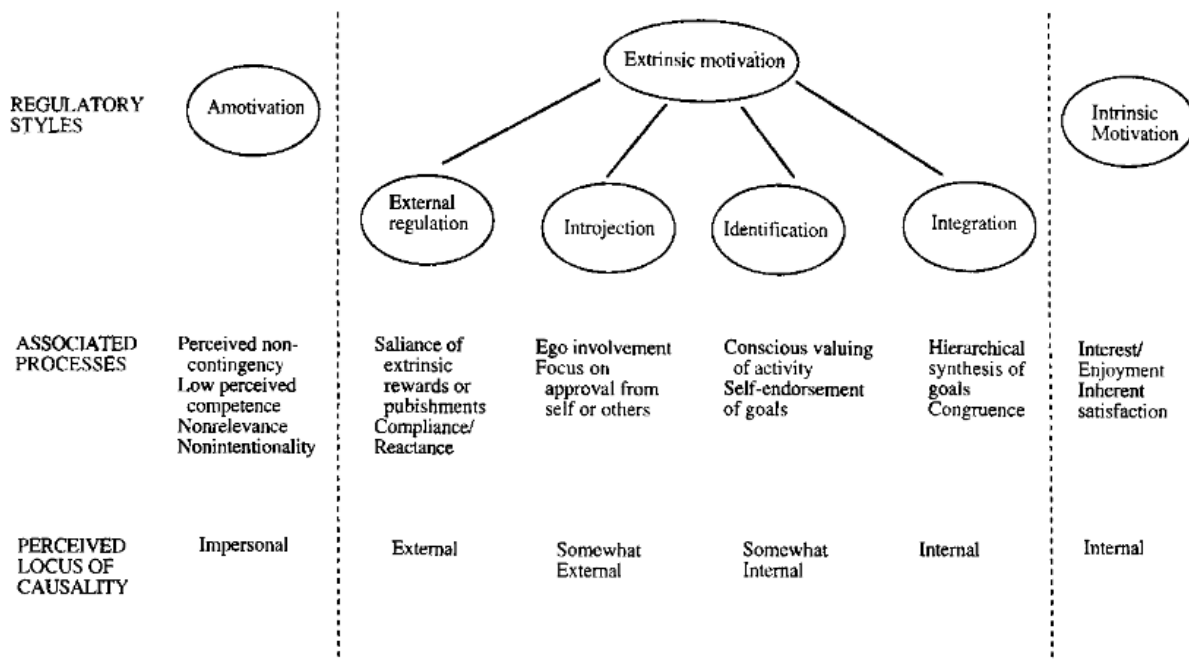 Extrinsic motivation
REGULATORY
STYLES
Amotivation
Intrinsic
Motivation
External
regulation
Introjection
Identification
Integration
ASSOCIATED
PROCESSES
Perceived non-
contingency
Low perceived
competence
Nonrelevance
Nonintentionality
Saliance of
extrinsic
rewards or
pubishments
Compliance/
Reactance
Ego involvement
Focus on
approval from
self or others
Conscious valuing
of activity
Self-endorsement
of goals
Hierarchical
synthesis of
goals
Congruence
Interest/
Enjoyment
Inherent
satisfaction
PERCEIVED
LOCUS OF
CAUSALITY
Impersonal
External
Somewhat
External
Somewhat
Internal
Internal
Internal